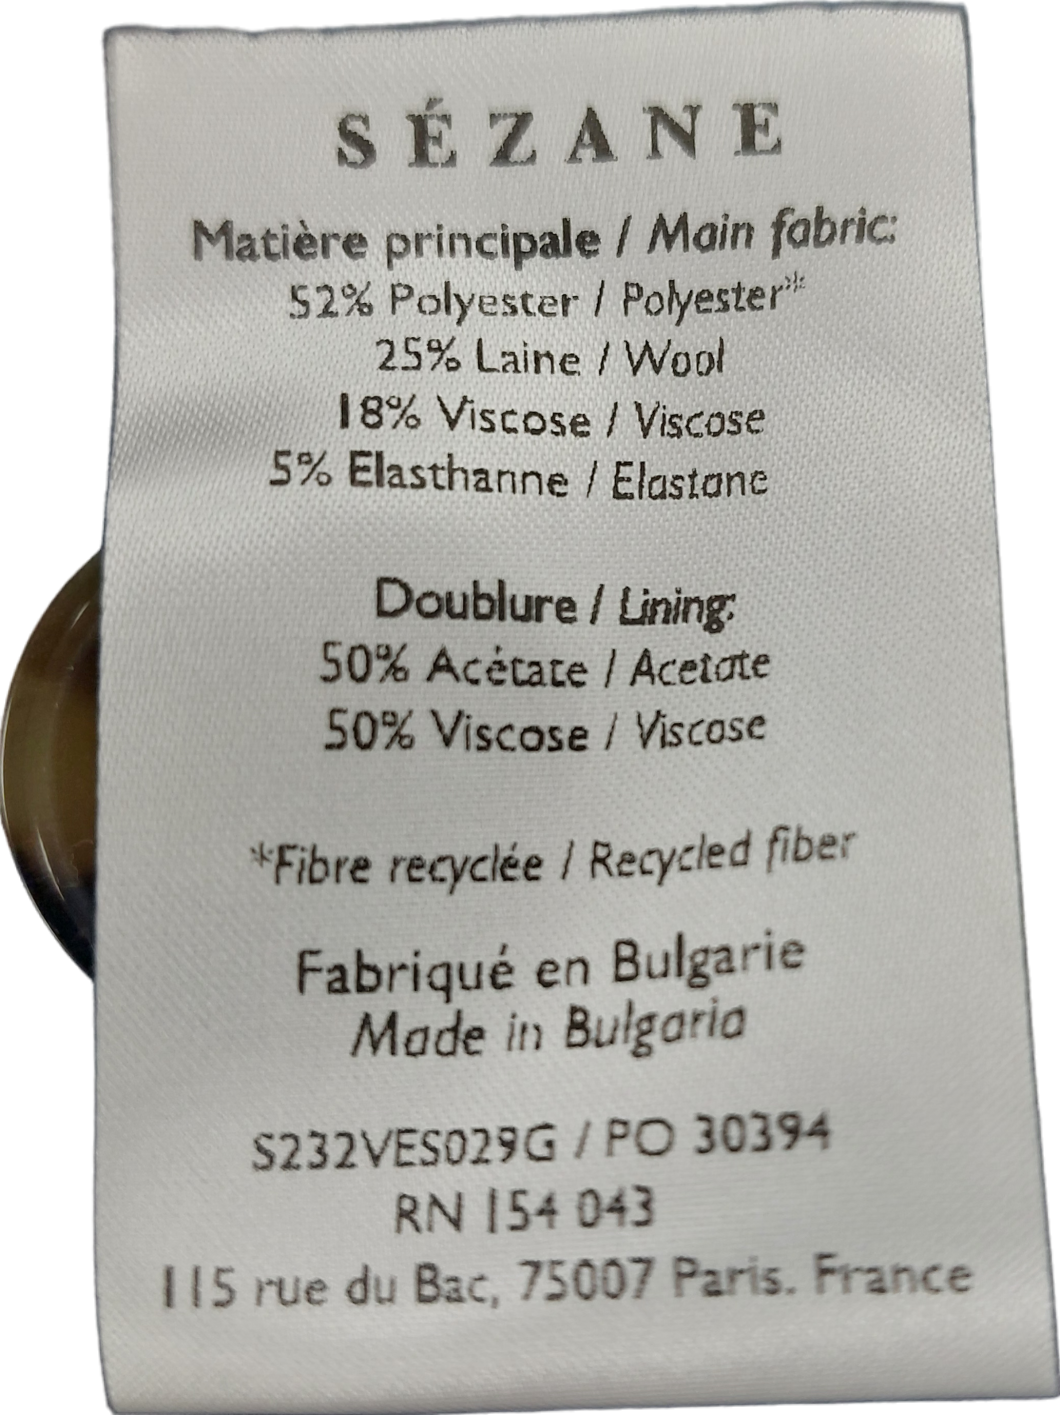 SÉZANE
Matière principale / Main fabric:
52% Polyester / Polyester*
25% Laine / Wool
18% Viscose / Viscose
5% Elasthanne / Elastane
Doublure / Lining:
50% Acétate / Acetate
50% Viscose / Viscose
*Fibre recyclée / Recycled fiber
Fabriqué en Bulgarie
Made in Bulgaria
S232VES029G / PO 30394
RN 154 043
115 rue du Bac, 75007 Paris. France